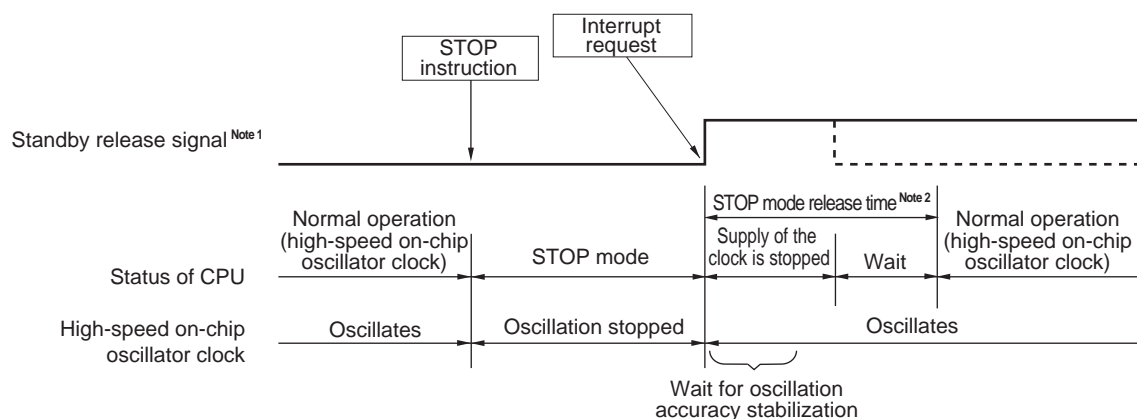 STOP
instruction
Interrupt
request
Standby release signal Note 1
STOP mode release time Note 2
Normal operation
(high-speed on-chip
oscillator clock)
STOP mode
Supply of the
clock is stopped
Wait
Normal operation
(high-speed on-chip
oscillator clock)
Status of CPU
High-speed on-chip
oscillator clock
Oscillates
Oscillation stopped
Oscillates
Wait for oscillation
accuracy stabilization